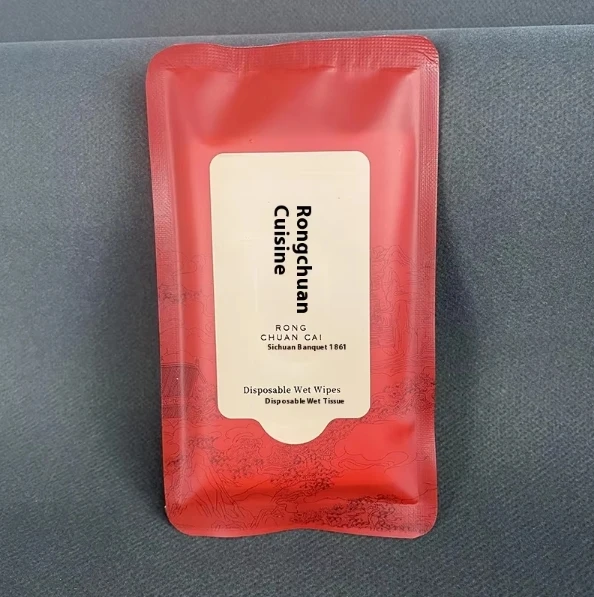 Rongchuan
Cuisine
RONG
CHUAN CAI
Sichuan Banquet 1861
Disposable Wet Wipes
Disposable Wet Tissue